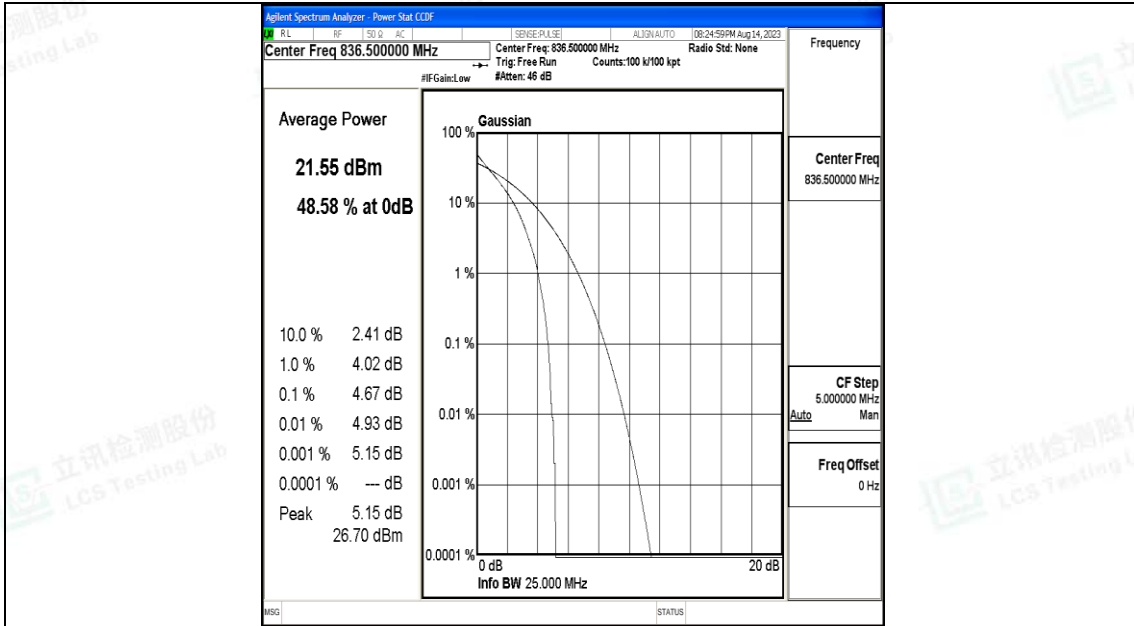 Agilent Spectrum Analyzer - Power Stat CCDF
RL RF 50 Ω AC SENSE:PULSE ALIGN AUTO 08:24:59PM Aug 14, 2023
Center Freq 836.500000 MHz
Center Freq: 836.500000 MHz Radio Std: None
Trig: Free Run Counts:100 k/100 kpt
#IFGain:Low #Atten: 46 dB
Frequency
Average Power
21.55 dBm
48.58 % at 0dB
10.0 % 2.41 dB
1.0 % 4.02 dB
0.1 % 4.67 dB
0.01 % 4.93 dB
0.001 % 5.15 dB
0.0001 % --- dB
Peak 5.15 dB
26.70 dBm
Gaussian
100 %
10 %
1 %
0.1 %
0.01 %
0.001 %
0.0001 %
0 dB 20 dB
Info BW 25.000 MHz
Center Freq
836.500000 MHz
CF Step
5.000000 MHz
Auto Man
Freq Offset
0 Hz
MSG STATUS
立讯检测股份
LCS Testing Lab
立讯检测股份